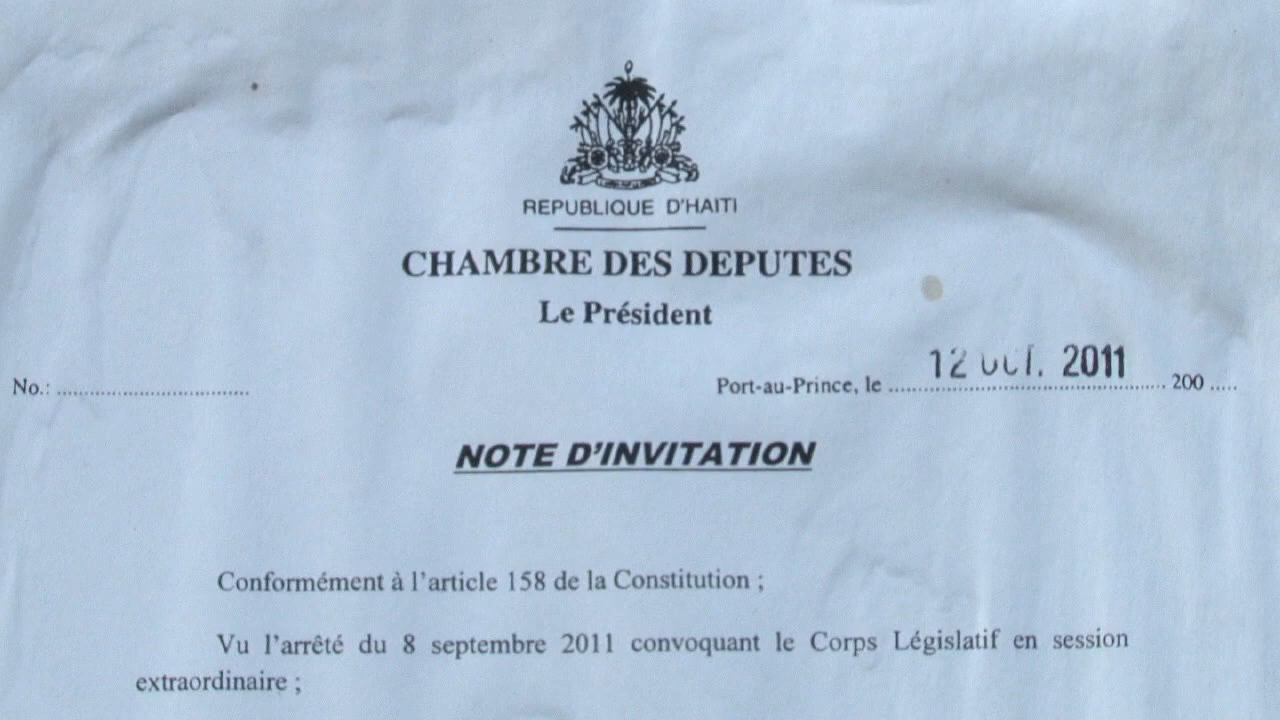 REPUBLIQUE D'HAITI
CHAMBRE DES DEPUTES
Le Président
No.: ....................................
Port-au-Prince, le .................................................. 200 .....
12 OCT. 2011
NOTE D'INVITATION
Conformément à l'article 158 de la Constitution ;
Vu l'arrêté du 8 septembre 2011 convoquant le Corps Législatif en session
extraordinaire ;